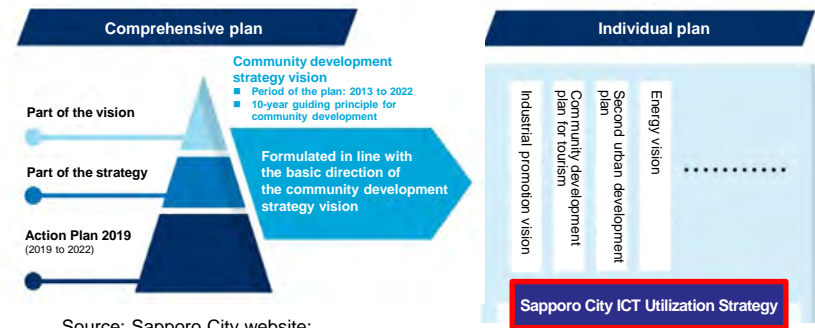 Comprehensive plan
Community development
strategy vision
■ Period of the plan: 2013 to 2022
■ 10-year guiding principle for
community development
Part of the vision
Part of the strategy
Action Plan 2019
(2019 to 2022)
Formulated in line with
the basic direction of
the community development
strategy vision
Individual plan
Industrial promotion vision
Community development
plan for tourism
Second urban development
plan
Energy vision
...........
Sapporo City ICT Utilization Strategy
Source: Sapporo City website: